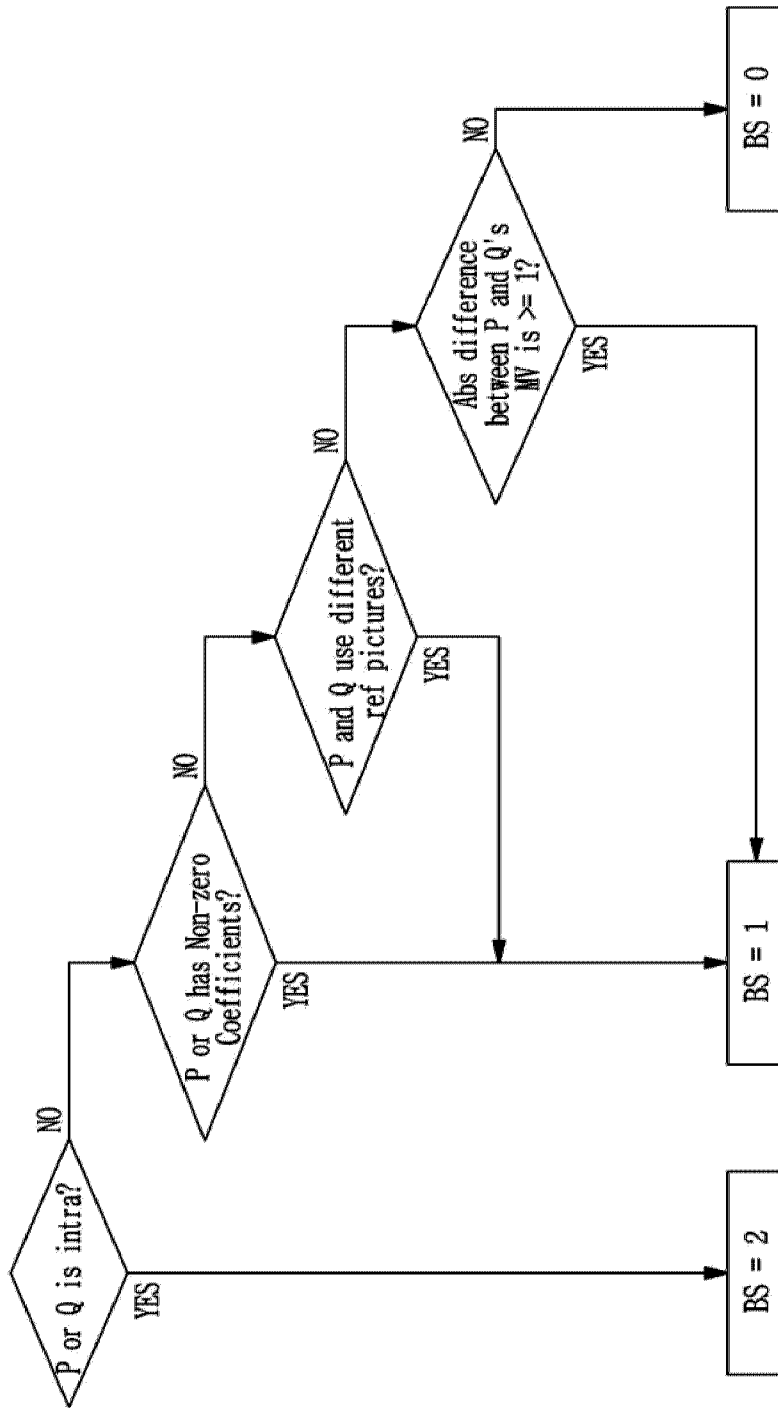 P or Q is intra?
NO
YES
P or Q has Non-zero
Coefficients?
NO
YES
P and Q use different
ref pictures?
NO
YES
Abs difference
between P and Q's
MV is >= 1?
NO
YES
BS = 2
BS = 1
BS = 0